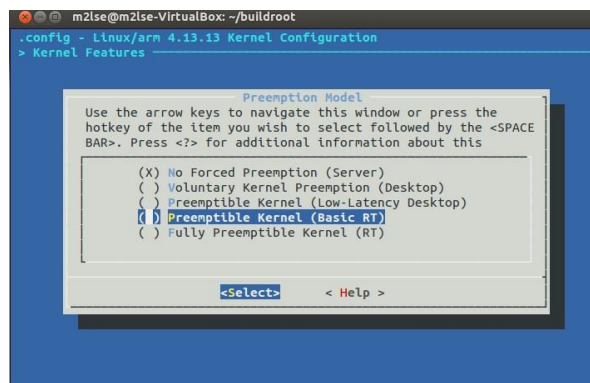 m2lse@m2lse-VirtualBox: ~/buildroot
.config - Linux/arm 4.13.13 Kernel Configuration
> Kernel Features
Preemption Model
Use the arrow keys to navigate this window or press the
hotkey of the item you wish to select followed by the <SPACE
BAR>. Press <?> for additional information about this
(X) No Forced Preemption (Server)
( ) Voluntary Kernel Preemption (Desktop)
( ) Preemptible Kernel (Low-Latency Desktop)
( ) Preemptible Kernel (Basic RT)
( ) Fully Preemptible Kernel (RT)
<Select> < Help >